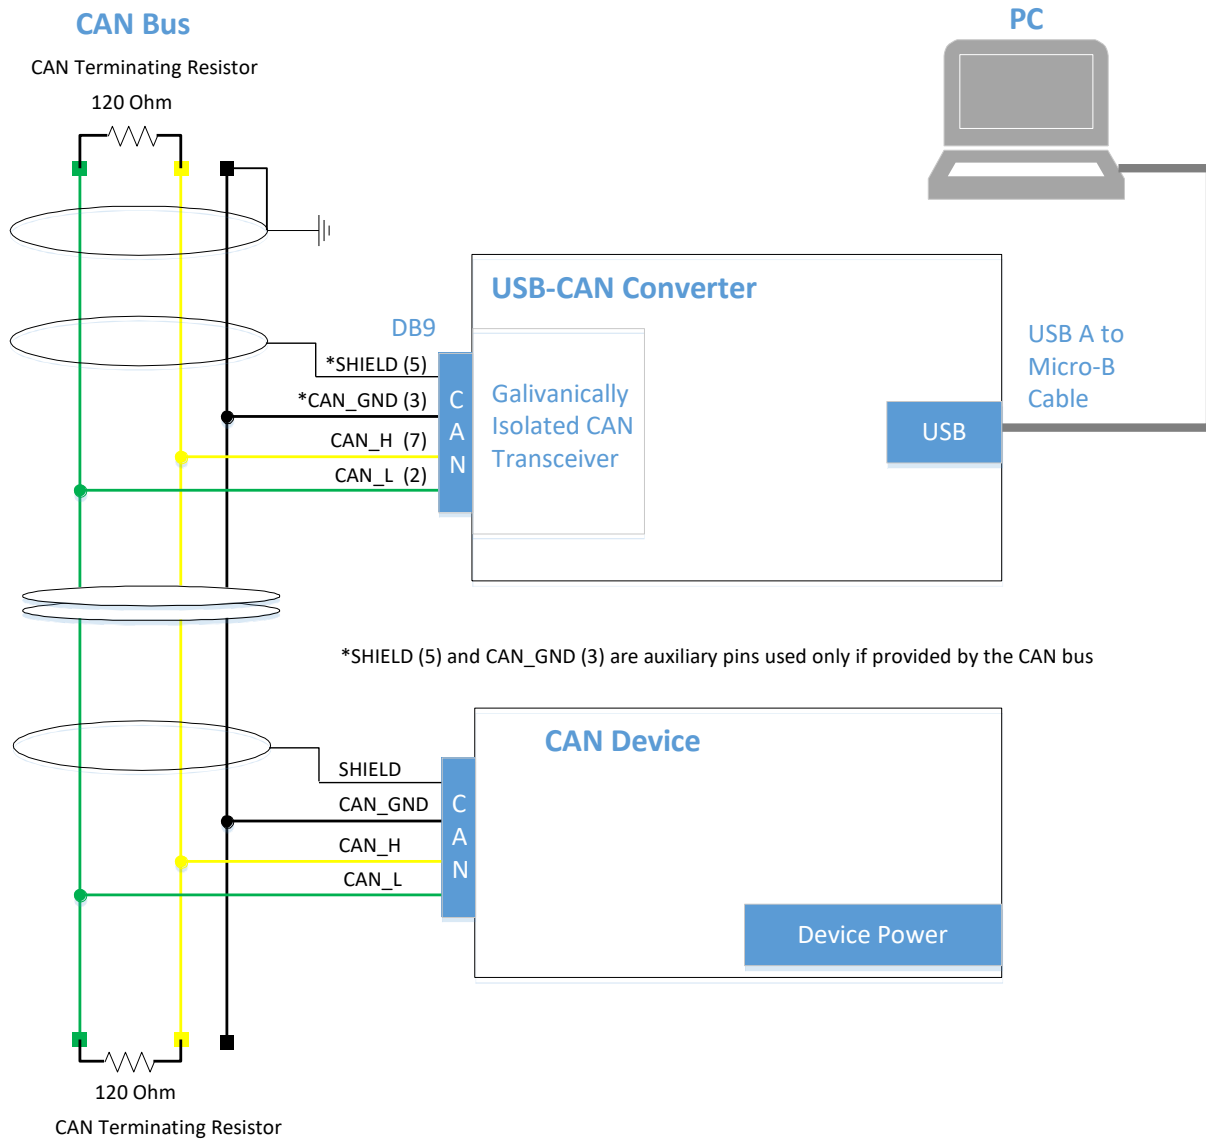 CAN Bus
PC
CAN Terminating Resistor
120 Ohm
USB-CAN Converter
DB9
*SHIELD (5)
*CAN_GND (3)
CAN_H (7)
CAN_L (2)
C
A
N
Galivanically
Isolated CAN
Transceiver
USB
USB A to
Micro-B
Cable
*SHIELD (5) and CAN_GND (3) are auxiliary pins used only if provided by the CAN bus
CAN Device
SHIELD
CAN_GND
CAN_H
CAN_L
C
A
N
Device Power
120 Ohm
CAN Terminating Resistor